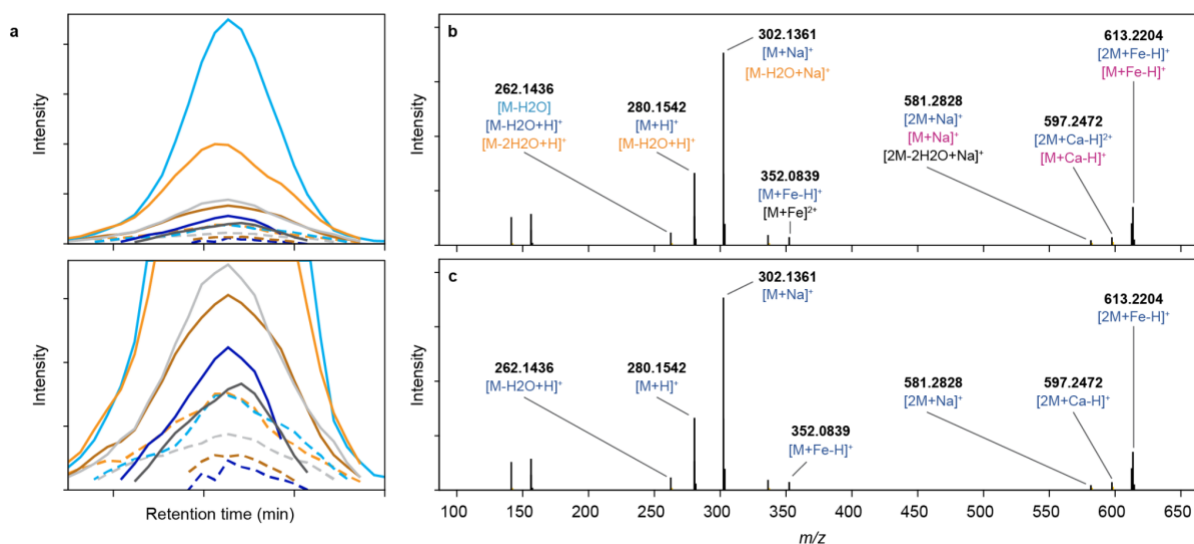 a
Intensity
Intensity
Retention time (min)
b
262.1436
[M-H2O]
[M-H2O+H]⁺
[M-2H2O+H]⁺
280.1542
[M+H]⁺
[M-H2O+H]⁺
302.1361
[M+Na]⁺
[M-H2O+Na]⁺
352.0839
[M+Fe-H]⁺
[M+Fe]²⁺
581.2828
[2M+Na]⁺
[M+Na]⁺
[2M-2H2O+Na]⁺
597.2472
[2M+Ca-H]²⁺
[M+Ca-H]⁺
613.2204
[2M+Fe-H]⁺
[M+Fe-H]⁺
Intensity
c
262.1436
[M-H2O+H]⁺
280.1542
[M+H]⁺
302.1361
[M+Na]⁺
352.0839
[M+Fe-H]⁺
581.2828
[2M+Na]⁺
597.2472
[2M+Ca-H]⁺
613.2204
[2M+Fe-H]⁺
Intensity
100 150 200 250 300 350 400 450 500 550 600 650
m/z